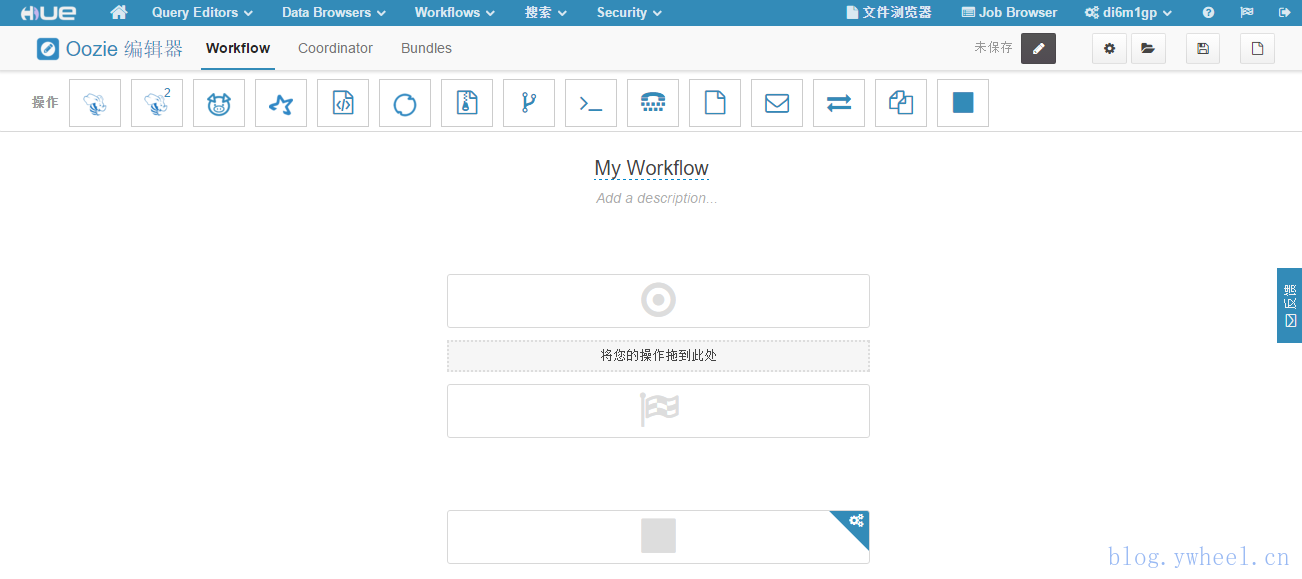 HUE Query Editors Data Browsers Workflows 搜索 Security 文件浏览器 Job Browser di6m1gp
Oozie 编辑器 Workflow Coordinator Bundles 未保存
操作 2
My Workflow
Add a description...
将您的操作拖到此处
反馈
blog.ywheel.cn